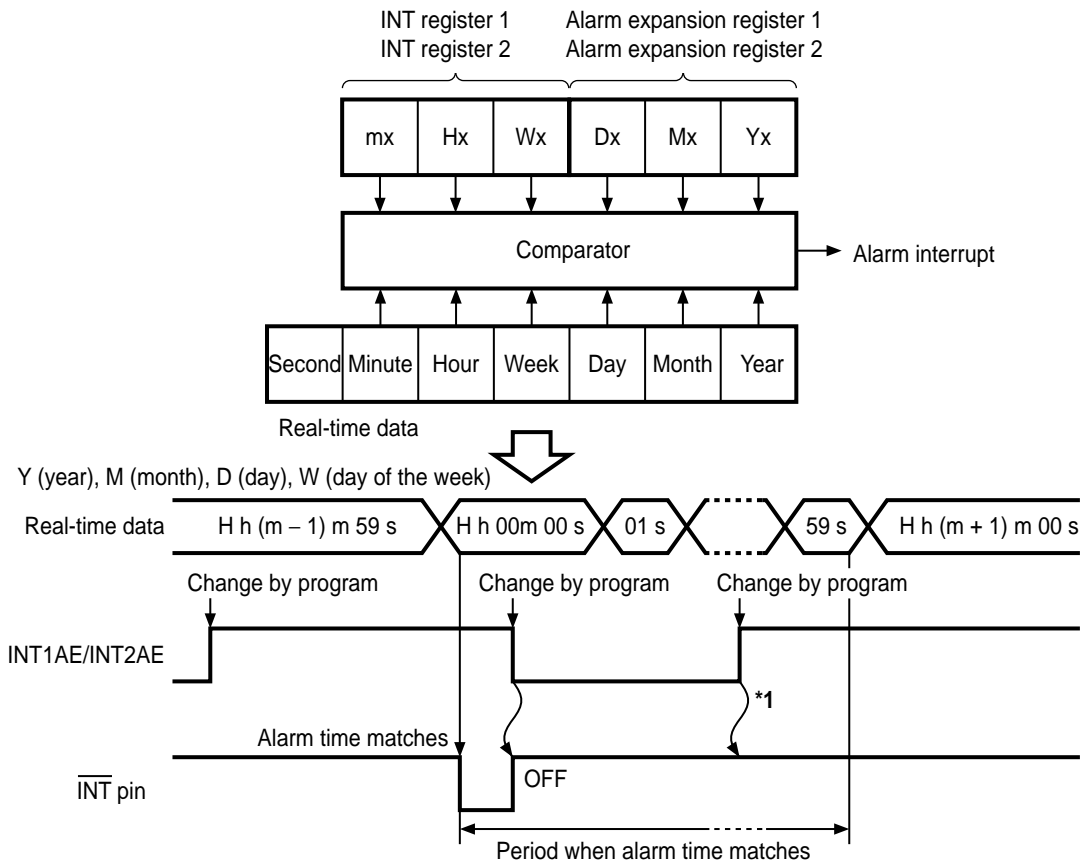 INT register 1
INT register 2
Alarm expansion register 1
Alarm expansion register 2
mx Hx Wx Dx Mx Yx
Comparator
Alarm interrupt
Second Minute Hour Week Day Month Year
Real-time data
Y (year), M (month), D (day), W (day of the week)
Real-time data
H h (m − 1) m 59 s
H h 00m 00 s
01 s
59 s
H h (m + 1) m 00 s
Change by program
Change by program
Change by program
INT1AE/INT2AE
*1
Alarm time matches
OFF
INT pin
Period when alarm time matches